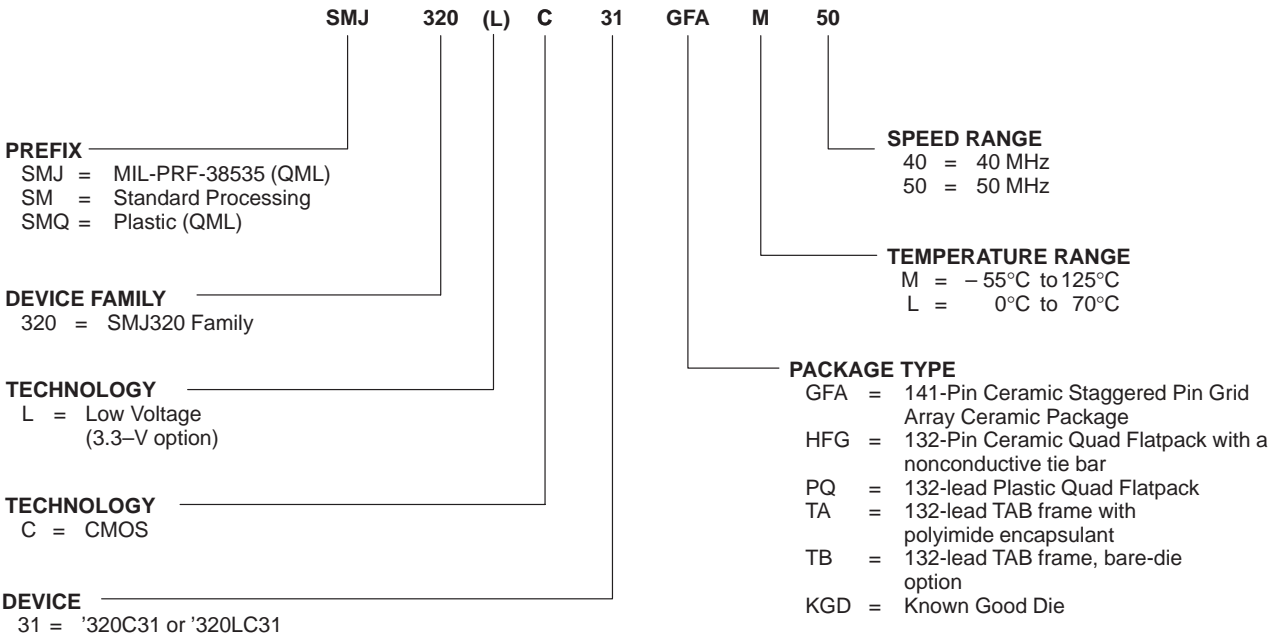 SMJ 320 (L) C 31 GFA M 50
PREFIX
SMJ = MIL-PRF-38535 (QML)
SM = Standard Processing
SMQ = Plastic (QML)
DEVICE FAMILY
320 = SMJ320 Family
TECHNOLOGY
L = Low Voltage
(3.3–V option)
TECHNOLOGY
C = CMOS
DEVICE
31 = '320C31 or '320LC31
SPEED RANGE
40 = 40 MHz
50 = 50 MHz
TEMPERATURE RANGE
M = – 55°C to 125°C
L = 0°C to 70°C
PACKAGE TYPE
GFA = 141-Pin Ceramic Staggered Pin Grid
Array Ceramic Package
HFG = 132-Pin Ceramic Quad Flatpack with a
nonconductive tie bar
PQ = 132-lead Plastic Quad Flatpack
TA = 132-lead TAB frame with
polyimide encapsulant
TB = 132-lead TAB frame, bare-die
option
KGD = Known Good Die